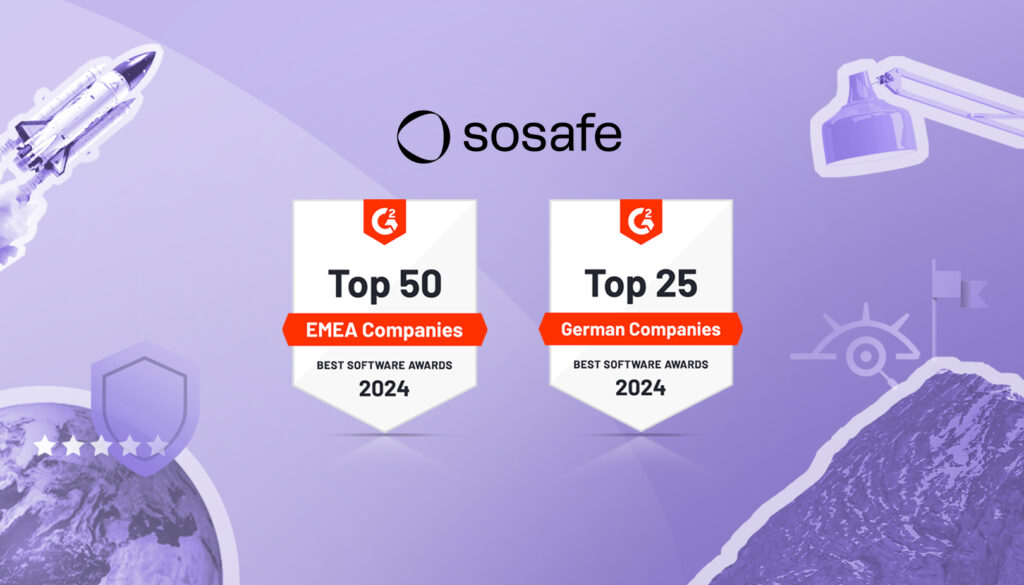 sosafe
G2
Top 50
EMEA Companies
BEST SOFTWARE AWARDS
2024
G2
Top 25
German Companies
BEST SOFTWARE AWARDS
2024